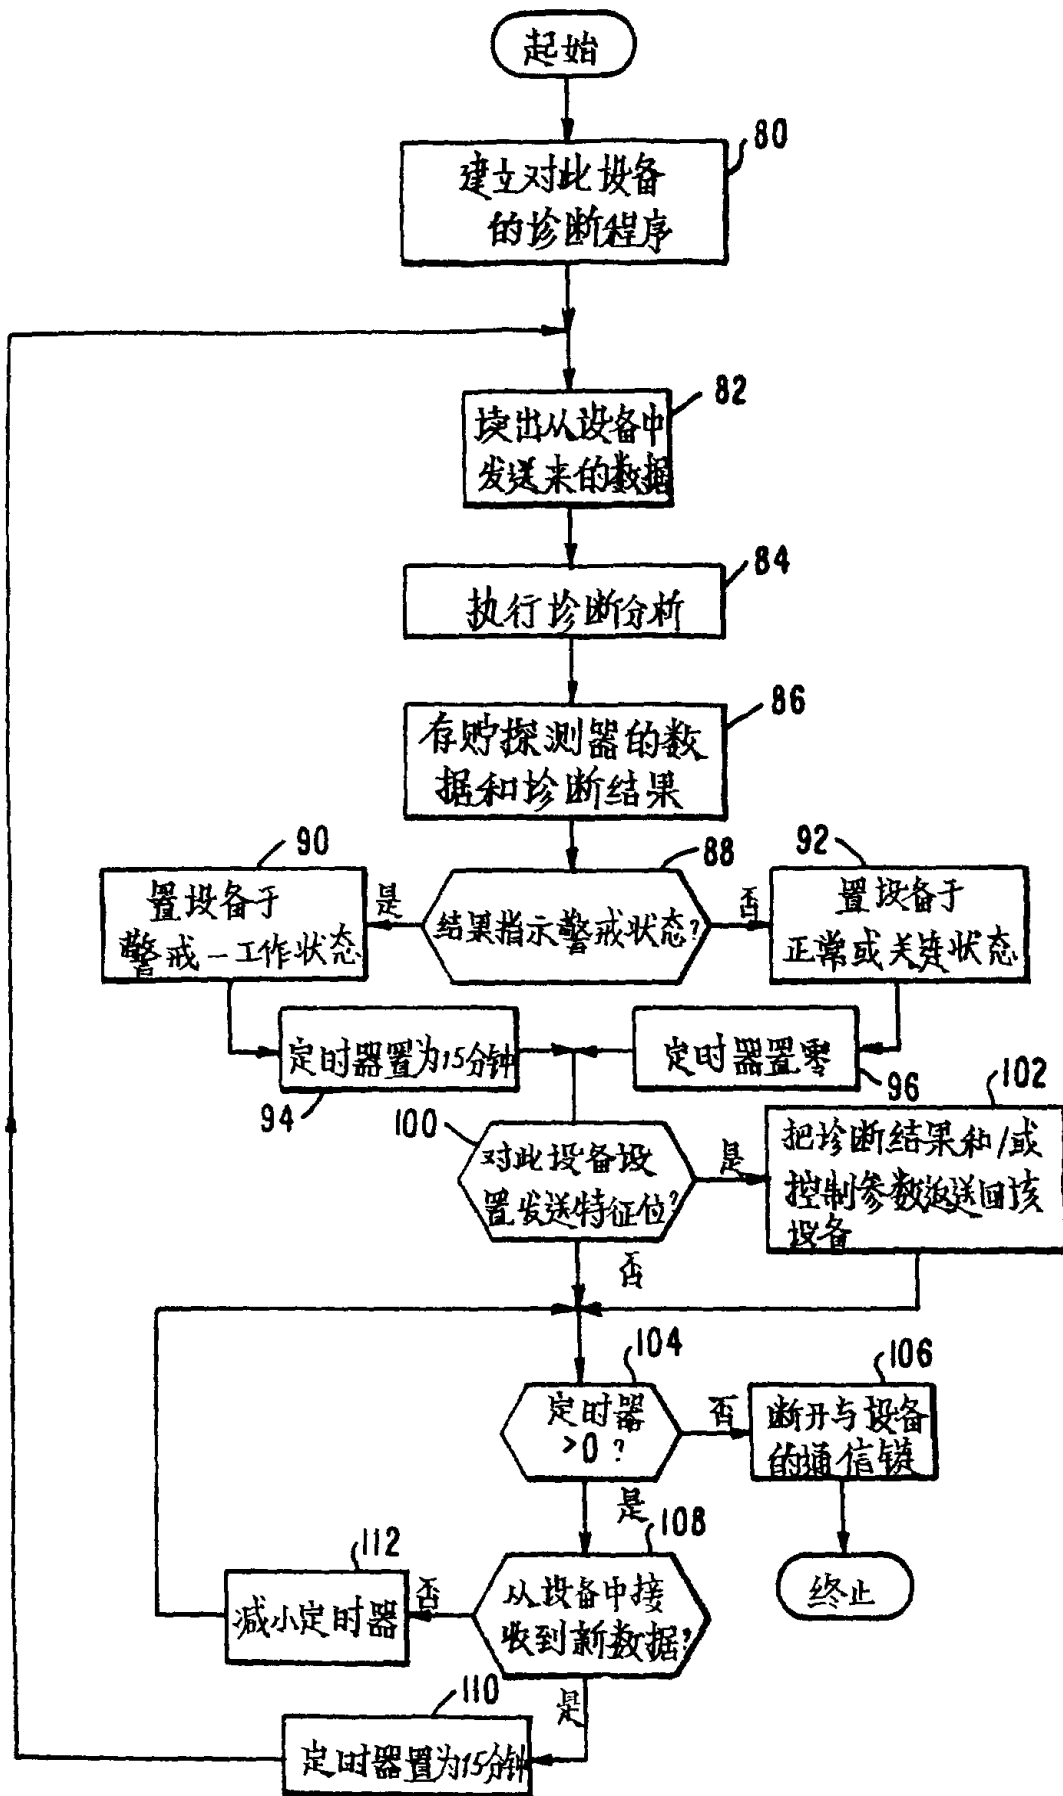 起始
80
建立对此设备
的诊断程序
82
读出从设备中
发送来的数据
84
执行诊断分析
86
存贮探测器的数
据和诊断结果
90
88
92
置设备于
警戒-工作状态
是
结果指示警戒状态?
否
置设备于
正常或关连状态
定时器置为15分钟
定时器置零
94
96
100
102
对此设备设
置发送特征位?
是
把诊断结果和/或
控制参数返送回该
设备
否
104
106
定时器
>0?
否
断开与设备
的通信链
是
108
112
终止
减小定时器
否
从设备中接
收到新数据?
110
是
定时器置为15分钟